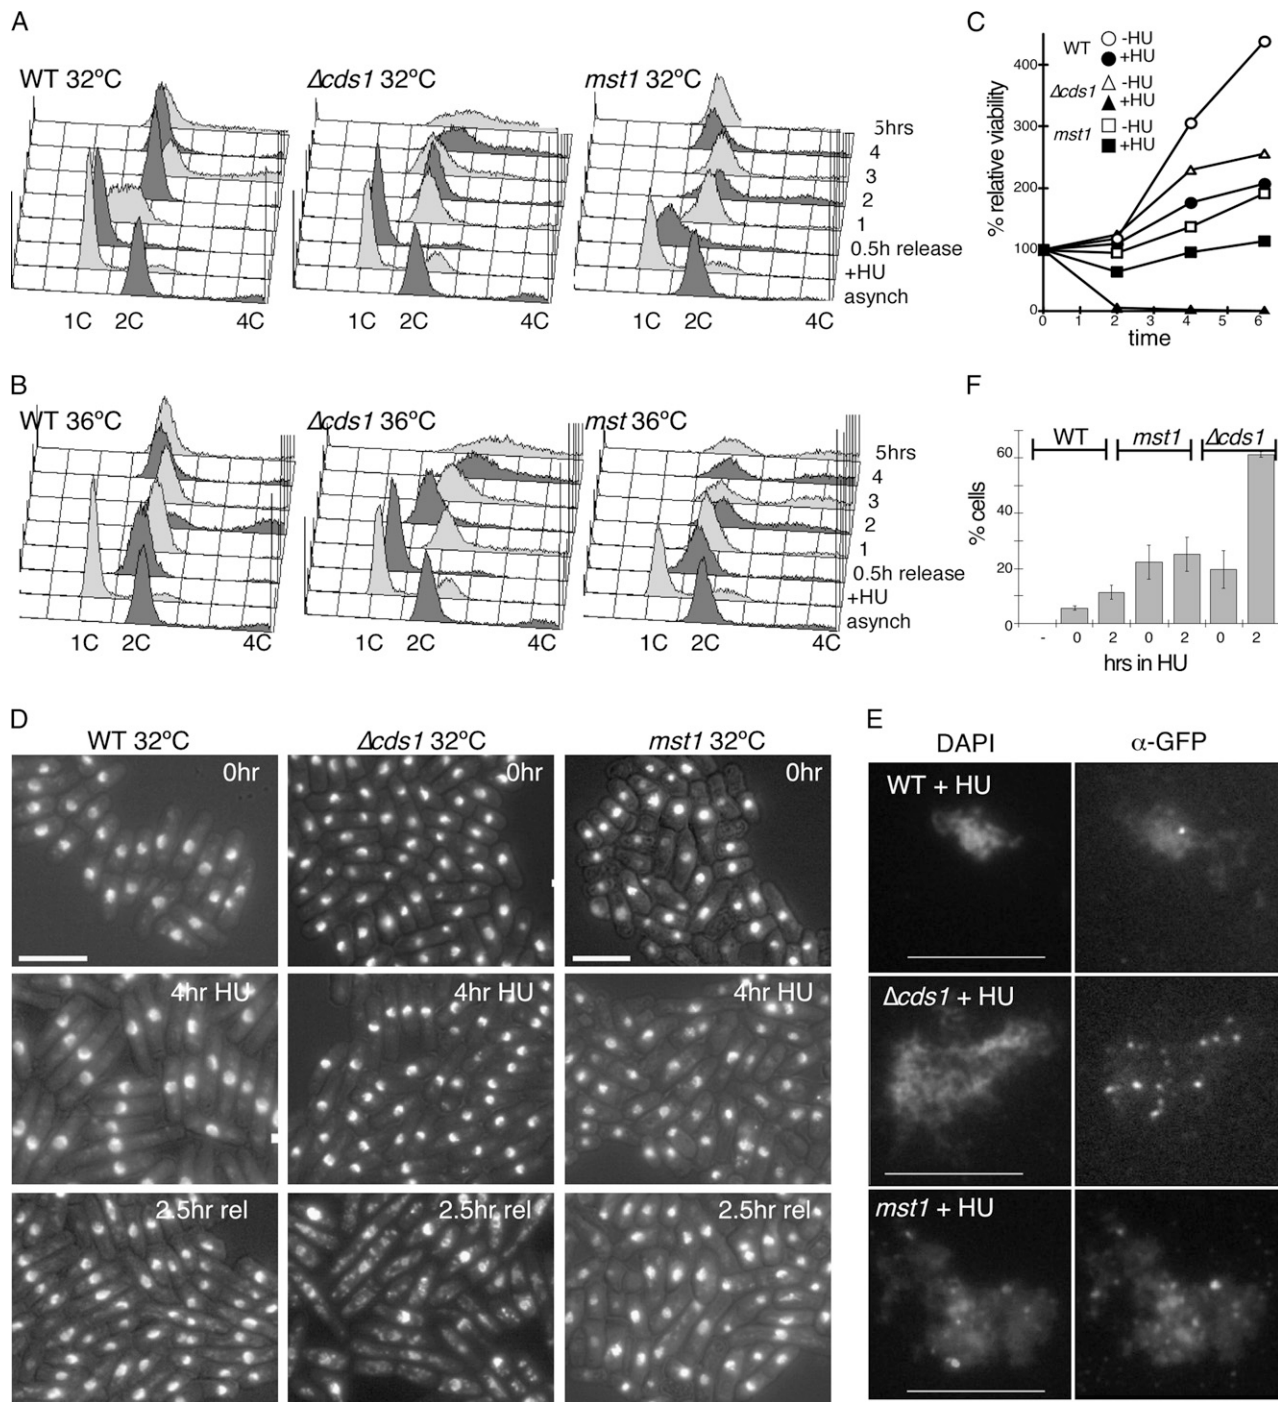 A
WT 32ºC
Δcds1 32ºC
mst1 32ºC
5hrs
4
3
2
1
0.5h release
+HU
asynch
1C 2C 4C
1C 2C 4C
1C 2C 4C
C
WT
-HU
+HU
Δcds1
-HU
+HU
mst1
-HU
+HU
% relative viability
400
300
200
100
0
0 1 2 3 4 5 6
time
B
WT 36ºC
Δcds1 36ºC
mst 36ºC
5hrs
4
3
2
1
0.5h release
+HU
asynch
1C 2C 4C
1C 2C 4C
1C 2C 4C
F
WT mst1 Δcds1
% cells
60
40
20
0
- 0 2 0 2 0 2
hrs in HU
D
WT 32ºC
Δcds1 32ºC
mst1 32ºC
0hr
0hr
0hr
4hr HU
4hr HU
4hr HU
2.5hr rel
2.5hr rel
2.5hr rel
E
DAPI
α-GFP
WT + HU
Δcds1 + HU
mst1 + HU